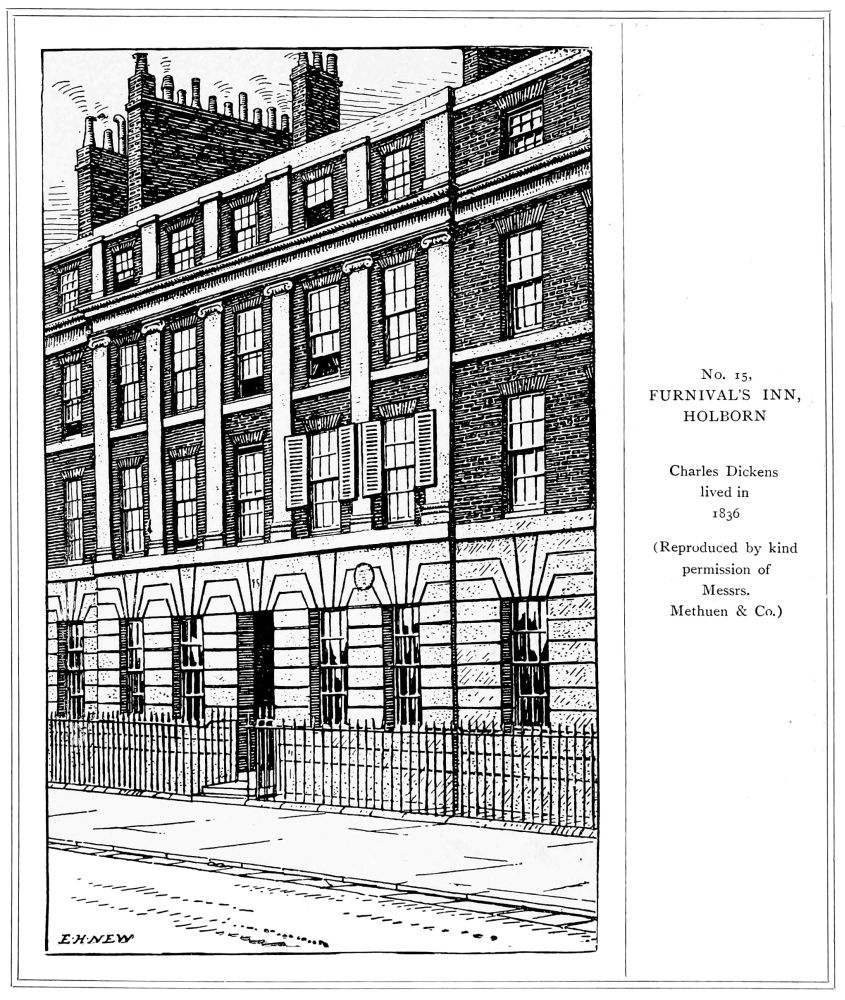 15
E·H·NEW
No. 15,
FURNIVAL'S INN,
HOLBORN
Charles Dickens
lived in
1836
(Reproduced by kind
permission of
Messrs.
Methuen & Co.)